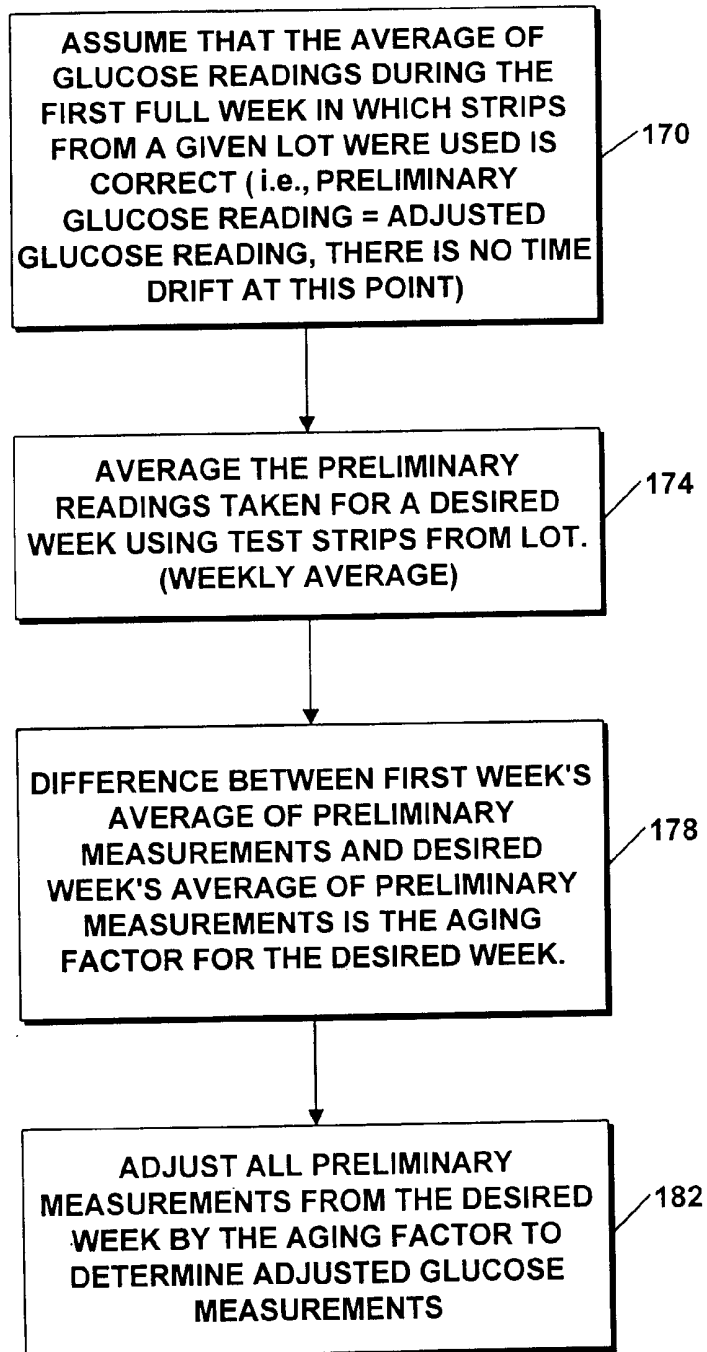 ASSUME THAT THE AVERAGE OF
GLUCOSE READINGS DURING THE
FIRST FULL WEEK IN WHICH STRIPS
FROM A GIVEN LOT WERE USED IS
CORRECT ( i.e., PRELIMINARY
GLUCOSE READING = ADJUSTED
GLUCOSE READING, THERE IS NO TIME
DRIFT AT THIS POINT)
170
AVERAGE THE PRELIMINARY
READINGS TAKEN FOR A DESIRED
WEEK USING TEST STRIPS FROM LOT.
(WEEKLY AVERAGE)
174
DIFFERENCE BETWEEN FIRST WEEK'S
AVERAGE OF PRELIMINARY
MEASUREMENTS AND DESIRED
WEEK'S AVERAGE OF PRELIMINARY
MEASUREMENTS IS THE AGING
FACTOR FOR THE DESIRED WEEK.
178
ADJUST ALL PRELIMINARY
MEASUREMENTS FROM THE DESIRED
WEEK BY THE AGING FACTOR TO
DETERMINE ADJUSTED GLUCOSE
MEASUREMENTS
182